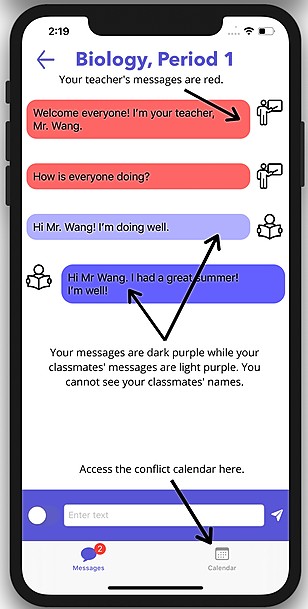 2:19
Biology, Period 1
Your teacher's messages are red.
Welcome everyone! I'm your teacher,
Mr. Wang.
How is everyone doing?
Hi Mr. Wang! I'm doing well.
Hi Mr Wang. I had a great summer!
I'm well!
Your messages are dark purple while your
classmates' messages are light purple. You
cannot see your classmates' names.
Access the conflict calendar here.
Enter text
2
Messages
Calendar